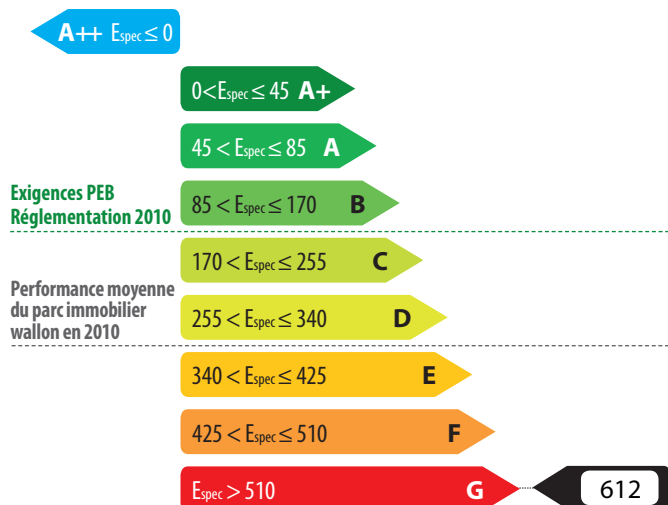 A++ Espec ≤ 0
0<Espec ≤ 45 A+
45 < Espec ≤ 85 A
Exigences PEB
Réglementation 2010
85 < Espec ≤ 170 B
170 < Espec ≤ 255 C
Performance moyenne
du parc immobilier
wallon en 2010
255 < Espec ≤ 340 D
340 < Espec ≤ 425 E
425 < Espec ≤ 510 F
Espec > 510 G 612